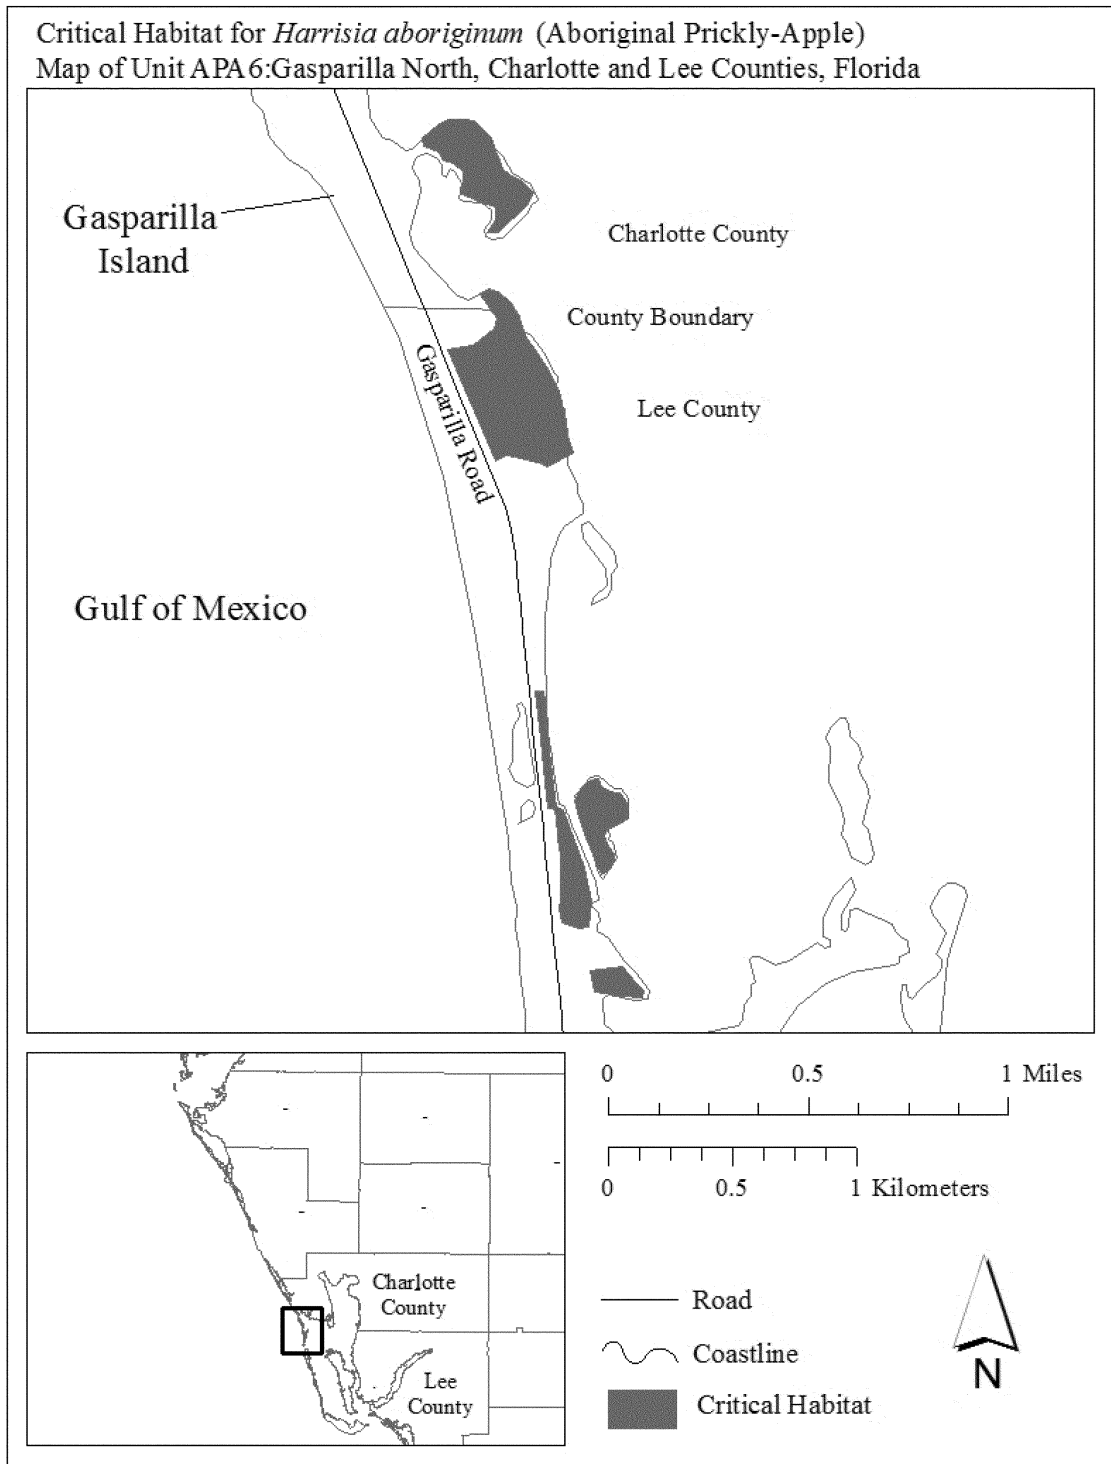 Critical Habitat for Harrisia aboriginum (Aboriginal Prickly-Apple)
Map of Unit APA6:Gasparilla North, Charlotte and Lee Counties, Florida
Gasparilla
Island
Charlotte County
County Boundary
Gasparilla Road
Lee County
Gulf of Mexico
0 0.5 1 Miles
0 0.5 1 Kilometers
Charlotte
County
Lee
County
Road
Coastline
Critical Habitat
N